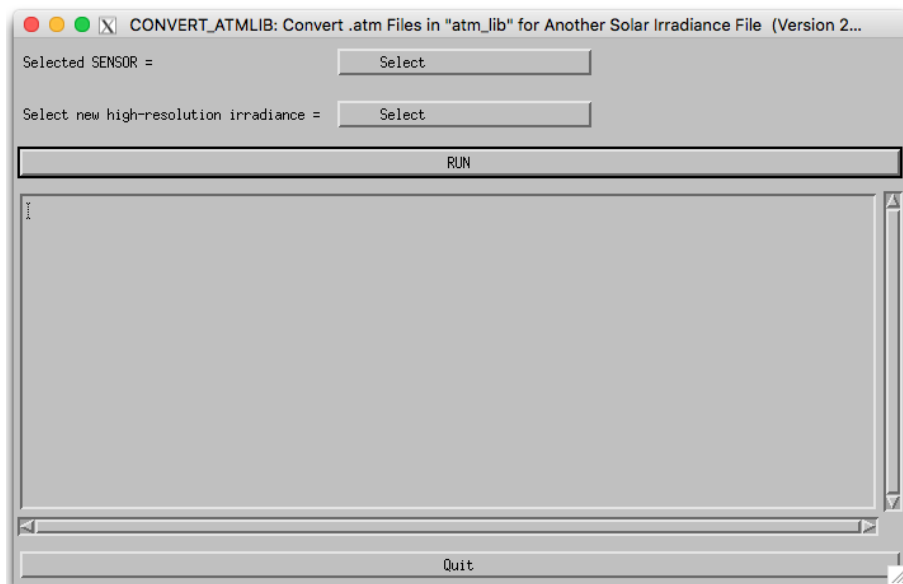 CONVERT_ATMLIB: Convert .atm Files in "atm_lib" for Another Solar Irradiance File (Version 2...
Selected SENSOR = Select
Select new high-resolution irradiance = Select
RUN
Quit